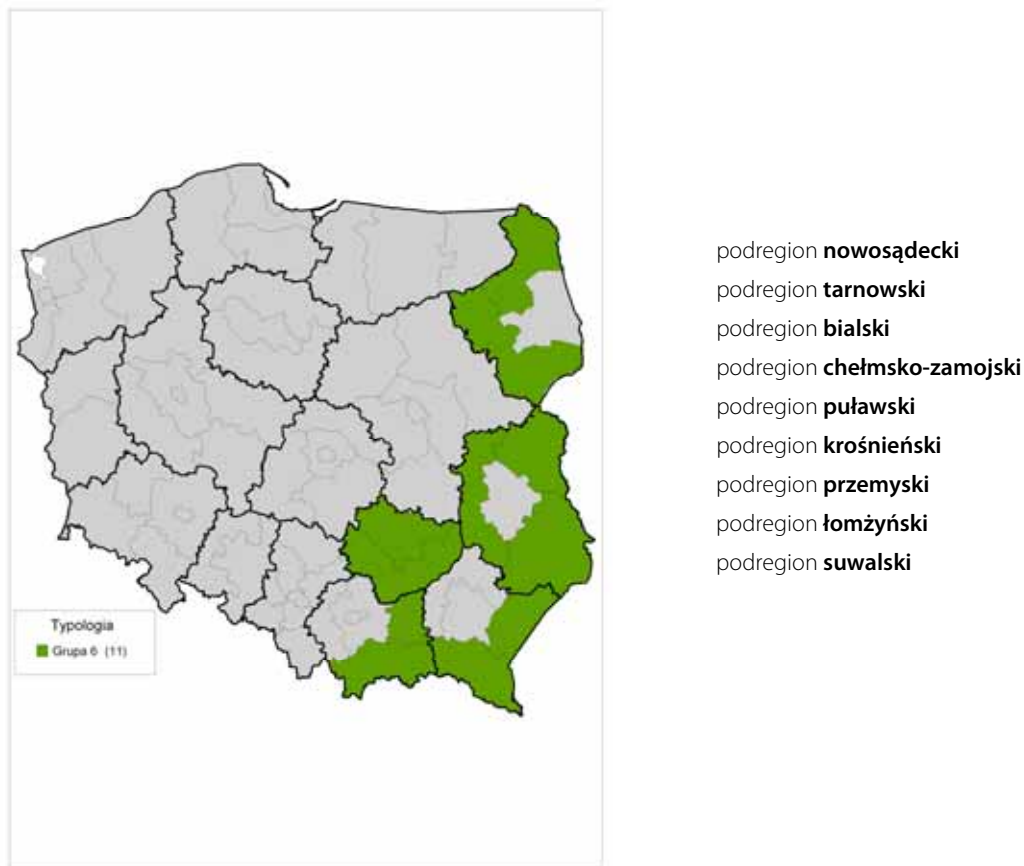 Typologia
Grupa 6 (11)
podregion nowosądecki
podregion tarnowski
podregion bialski
podregion chełmsko-zamojski
podregion puławski
podregion krośnieński
podregion przemyski
podregion łomżyński
podregion suwalski